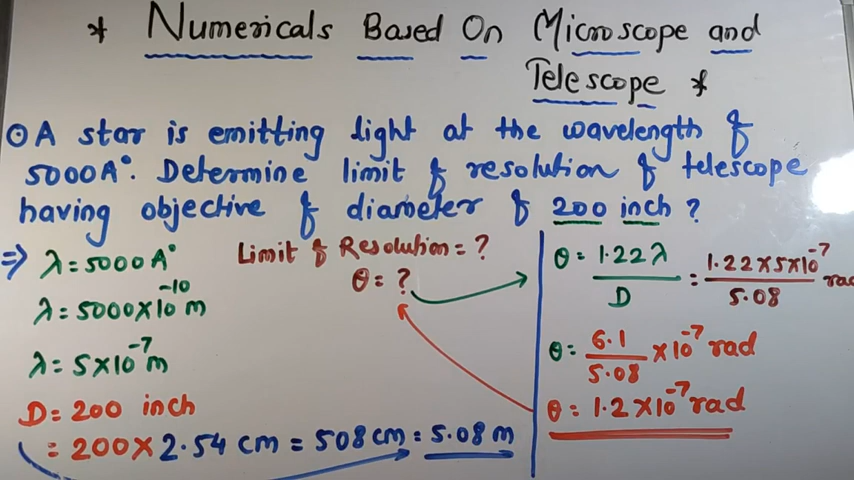 * Numericals Based On Microscope and
Telescope *
⊙ A star is emitting light at the wavelength of
5000A°. Determine limit of resolution of telescope
having objective of diameter of 200 inch ?
⇒ λ = 5000 A°
λ = 5000×10⁻¹⁰ m
λ = 5×10⁻⁷ m
D = 200 inch
= 200 × 2.54 cm = 508 cm = 5.08 m
Limit of Resolution = ?
θ = ?
θ = 1.22 λ / D = 1.22×5×10⁻⁷ / 5.08 rad
θ = 6.1 / 5.08 × 10⁻⁷ rad
θ = 1.2 × 10⁻⁷ rad